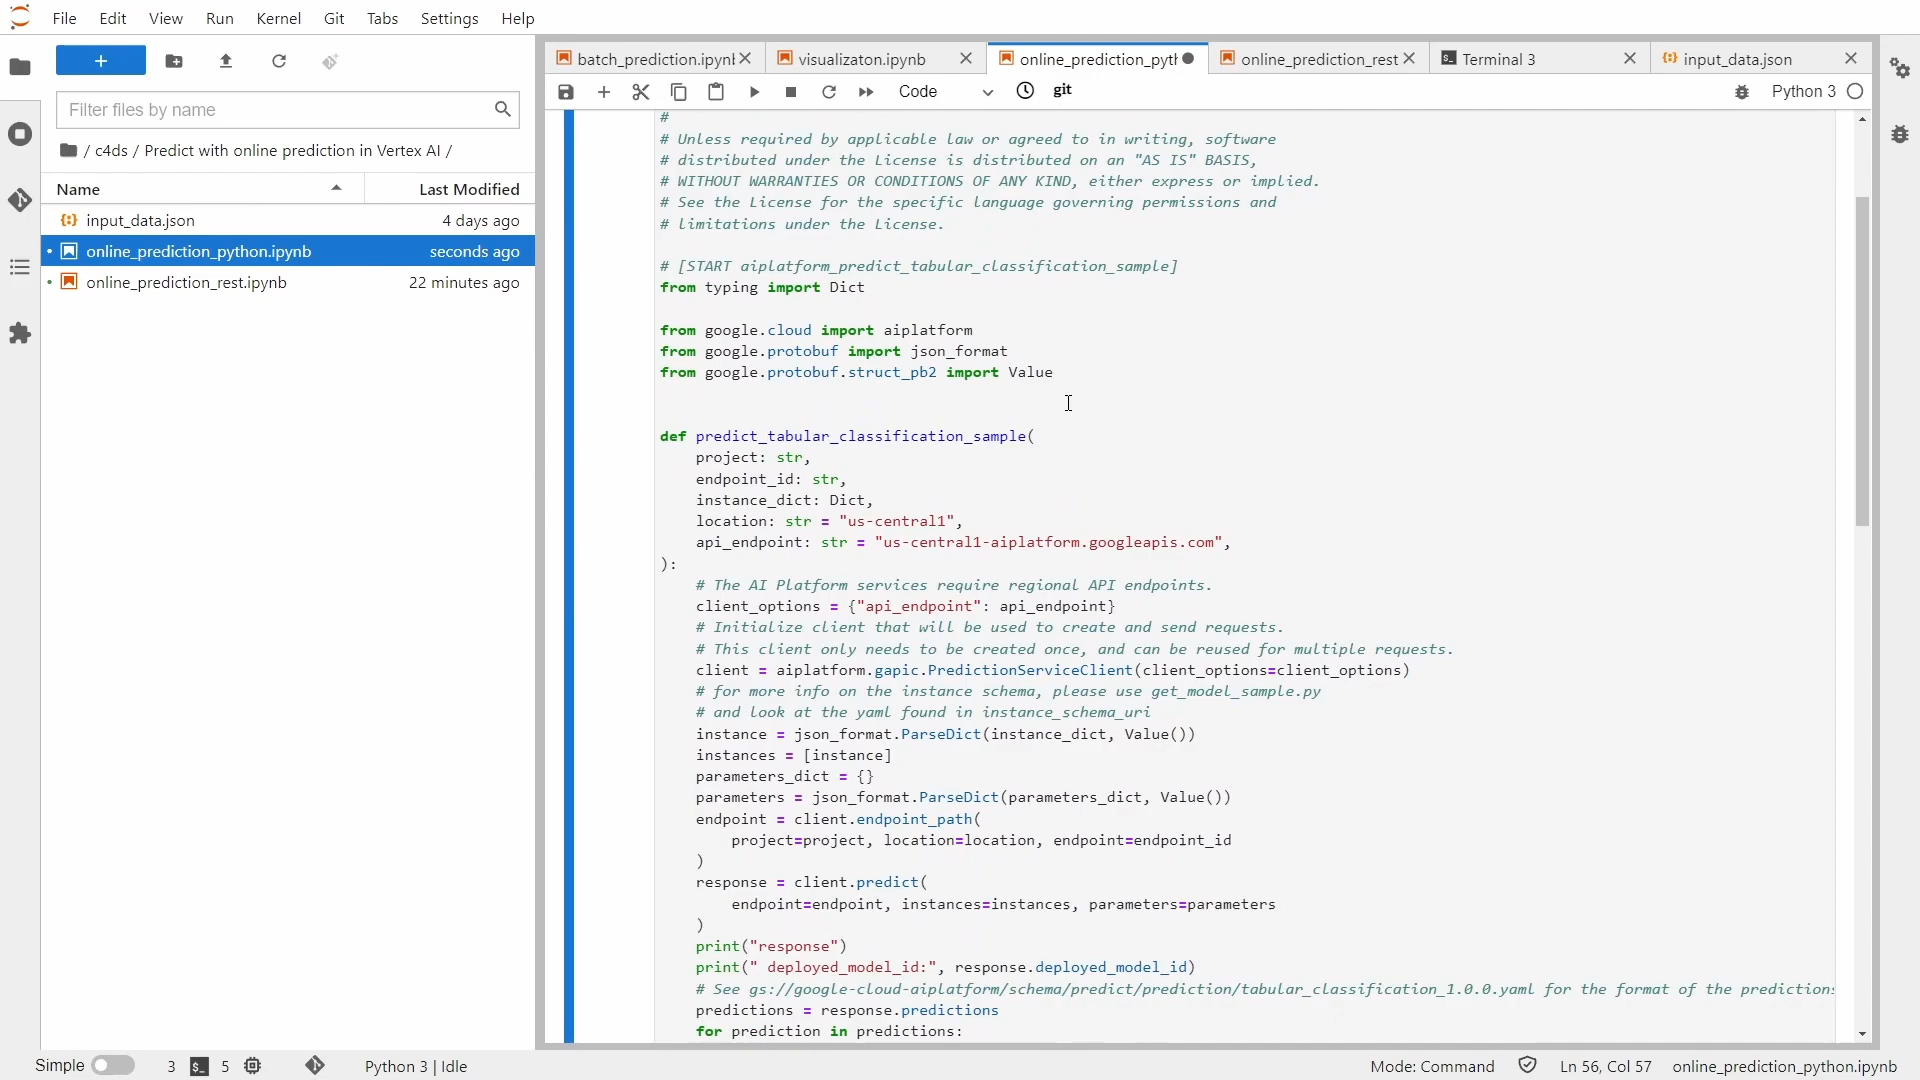 File Edit View Run Kernel Git Tabs Settings Help
+
Filter files by name
/ c4ds / Predict with online prediction in Vertex AI /
Name Last Modified
input_data.json 4 days ago
online_prediction_python.ipynb seconds ago
online_prediction_rest.ipynb 22 minutes ago
batch_prediction.ipynb visualizaton.ipynb online_prediction_pyth online_prediction_rest Terminal 3 input_data.json
Code git Python 3
#
# Unless required by applicable law or agreed to in writing, software
# distributed under the License is distributed on an "AS IS" BASIS,
# WITHOUT WARRANTIES OR CONDITIONS OF ANY KIND, either express or implied.
# See the License for the specific language governing permissions and
# limitations under the License.
# [START aiplatform_predict_tabular_classification_sample]
from typing import Dict
from google.cloud import aiplatform
from google.protobuf import json_format
from google.protobuf.struct_pb2 import Value
def predict_tabular_classification_sample(
project: str,
endpoint_id: str,
instance_dict: Dict,
location: str = "us-central1",
api_endpoint: str = "us-central1-aiplatform.googleapis.com",
):
# The AI Platform services require regional API endpoints.
client_options = {"api_endpoint": api_endpoint}
# Initialize client that will be used to create and send requests.
# This client only needs to be created once, and can be reused for multiple requests.
client = aiplatform.gapic.PredictionServiceClient(client_options=client_options)
# for more info on the instance schema, please use get_model_sample.py
# and look at the yaml found in instance_schema_uri
instance = json_format.ParseDict(instance_dict, Value())
instances = [instance]
parameters_dict = {}
parameters = json_format.ParseDict(parameters_dict, Value())
endpoint = client.endpoint_path(
project=project, location=location, endpoint=endpoint_id
)
response = client.predict(
endpoint=endpoint, instances=instances, parameters=parameters
)
print("response")
print(" deployed_model_id:", response.deployed_model_id)
# See gs://google-cloud-aiplatform/schema/predict/prediction/tabular_classification_1.0.0.yaml for the format of the predictions
predictions = response.predictions
for prediction in predictions:
Simple 3 $_ 5 Python 3 | Idle Mode: Command Ln 56, Col 57 online_prediction_python.ipynb